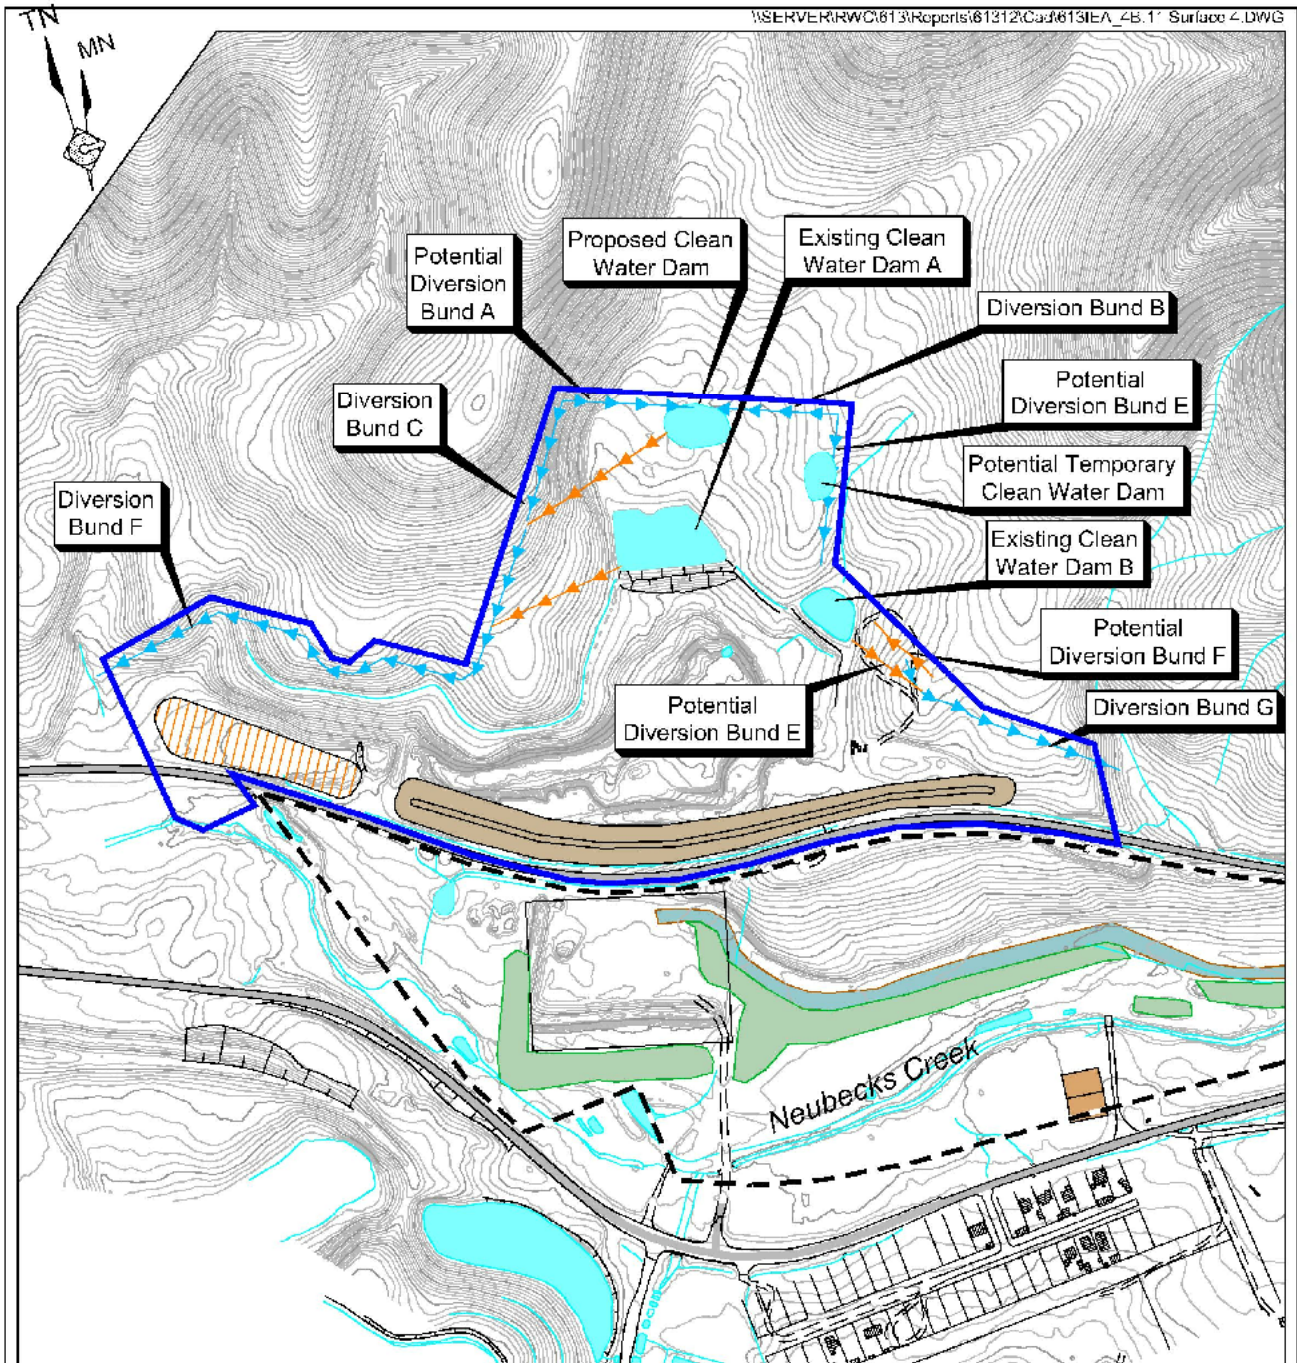 \\SERVER\RWC\613\Reports\61312\Cad\613IEA_4B.11 Surface 4.DWG
TN
MN
Proposed Clean
Water Dam
Existing Clean
Water Dam A
Potential
Diversion
Bund A
Diversion Bund B
Potential
Diversion Bund E
Diversion
Bund C
Potential Temporary
Clean Water Dam
Diversion
Bund F
Existing Clean
Water Dam B
Potential
Diversion Bund F
Potential
Diversion Bund E
Diversion Bund G
Neubecks Creek